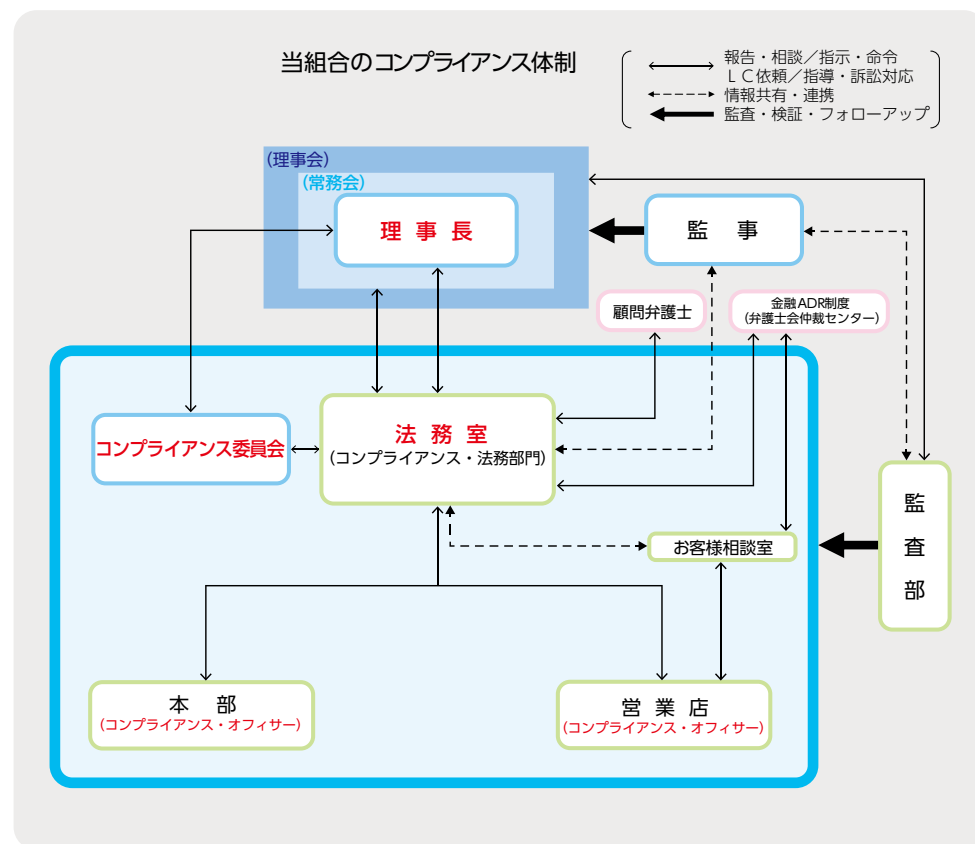 当組合のコンプライアンス体制
報告・相談／指示・命令
ＬＣ依頼／指導・訴訟対応
情報共有・連携
監査・検証・フォローアップ
(理事会)
(常務会)
理事長
監事
顧問弁護士
金融ADR制度
(弁護士会仲裁センター)
コンプライアンス委員会
法務室
(コンプライアンス・法務部門)
お客様相談室
監査部
本部
(コンプライアンス・オフィサー)
営業店
(コンプライアンス・オフィサー)